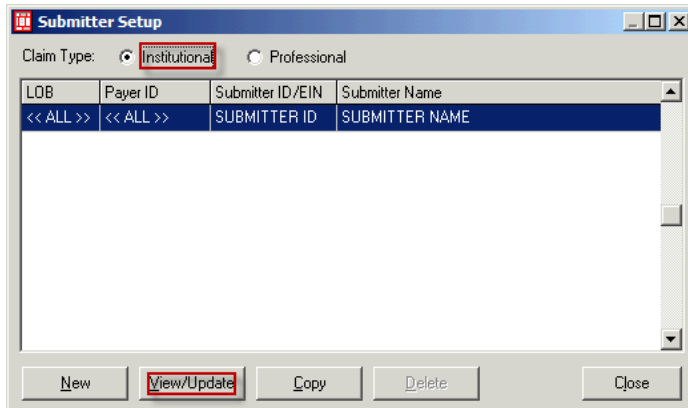 Submitter Setup
Claim Type: Institutional Professional
LOB Payer ID Submitter ID/EIN Submitter Name
<< ALL >> << ALL >> SUBMITTER ID SUBMITTER NAME
New View/Update Copy Delete Close